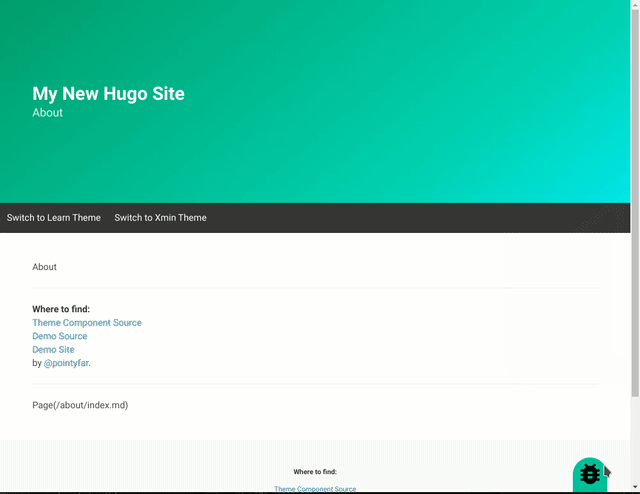 My New Hugo Site
About
Switch to Learn Theme Switch to Xmin Theme
About
Where to find:
Theme Component Source
Demo Source
Demo Site
by @pointyfar.
Page(/about/index.md)
Where to find:
Theme Component Source